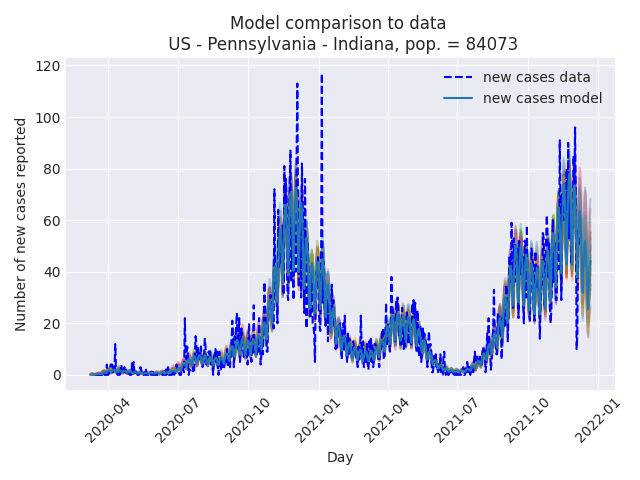 Model comparison to data
US - Pennsylvania - Indiana, pop. = 84073
new cases data
new cases model
Number of new cases reported
120
100
80
60
40
20
0
2020-04
2020-07
2020-10
2021-01
2021-04
2021-07
2021-10
2022-01
Day